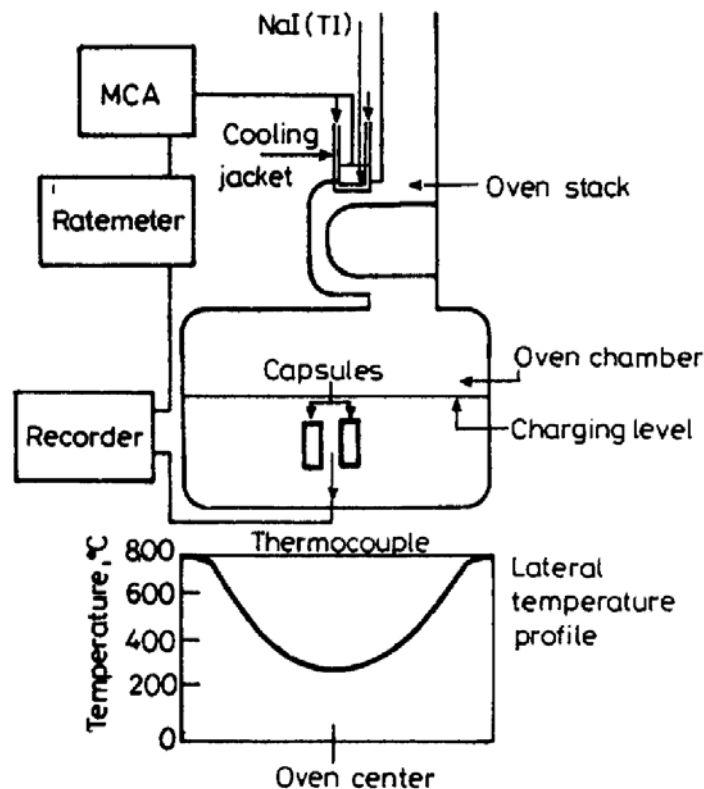 NaI(TI)
MCA
Cooling
jacket
Oven stack
Ratemeter
Oven chamber
Capsules
Charging level
Recorder
Thermocouple
Temperature, °C
800
600
400
200
0
Lateral
temperature
profile
Oven center